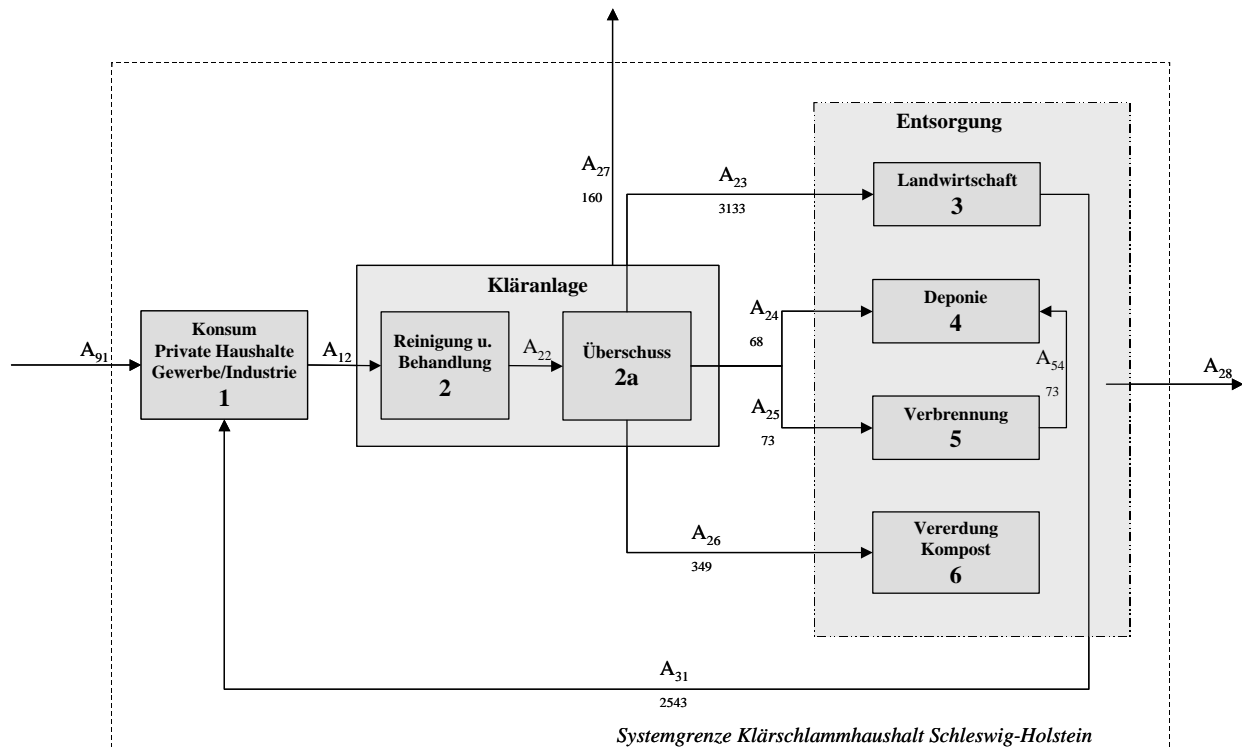 Entsorgung
A27
160
A23
3133
Landwirtschaft
3
Kläranlage
A24
68
Deponie
4
A91
Konsum
Private Haushalte
Gewerbe/Industrie
1
A12
Reinigung u.
Behandlung
2
A22
Überschuss
2a
A54
73
A28
A25
73
Verbrennung
5
A26
349
Vererdung
Kompost
6
A31
2543
Systemgrenze Klärschlammhaushalt Schleswig-Holstein